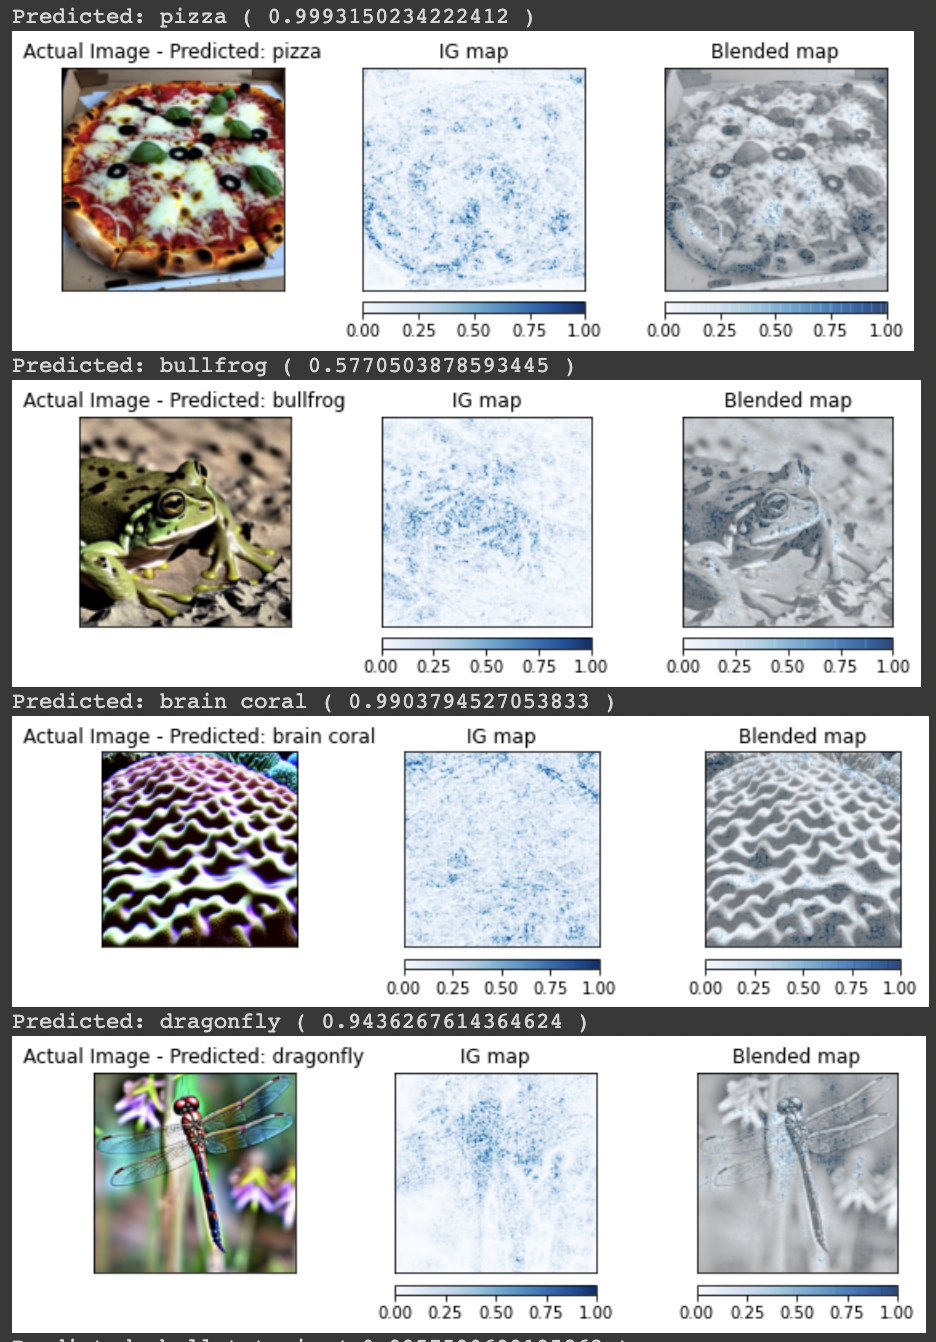 Predicted: pizza ( 0.9993150234222412 )
Actual Image - Predicted: pizza IG map Blended map
0.00 0.25 0.50 0.75 1.00 0.00 0.25 0.50 0.75 1.00
Predicted: bullfrog ( 0.5770503878593445 )
Actual Image - Predicted: bullfrog IG map Blended map
0.00 0.25 0.50 0.75 1.00 0.00 0.25 0.50 0.75 1.00
Predicted: brain coral ( 0.9903794527053833 )
Actual Image - Predicted: brain coral IG map Blended map
0.00 0.25 0.50 0.75 1.00 0.00 0.25 0.50 0.75 1.00
Predicted: dragonfly ( 0.9436267614364624 )
Actual Image - Predicted: dragonfly IG map Blended map
0.00 0.25 0.50 0.75 1.00 0.00 0.25 0.50 0.75 1.00